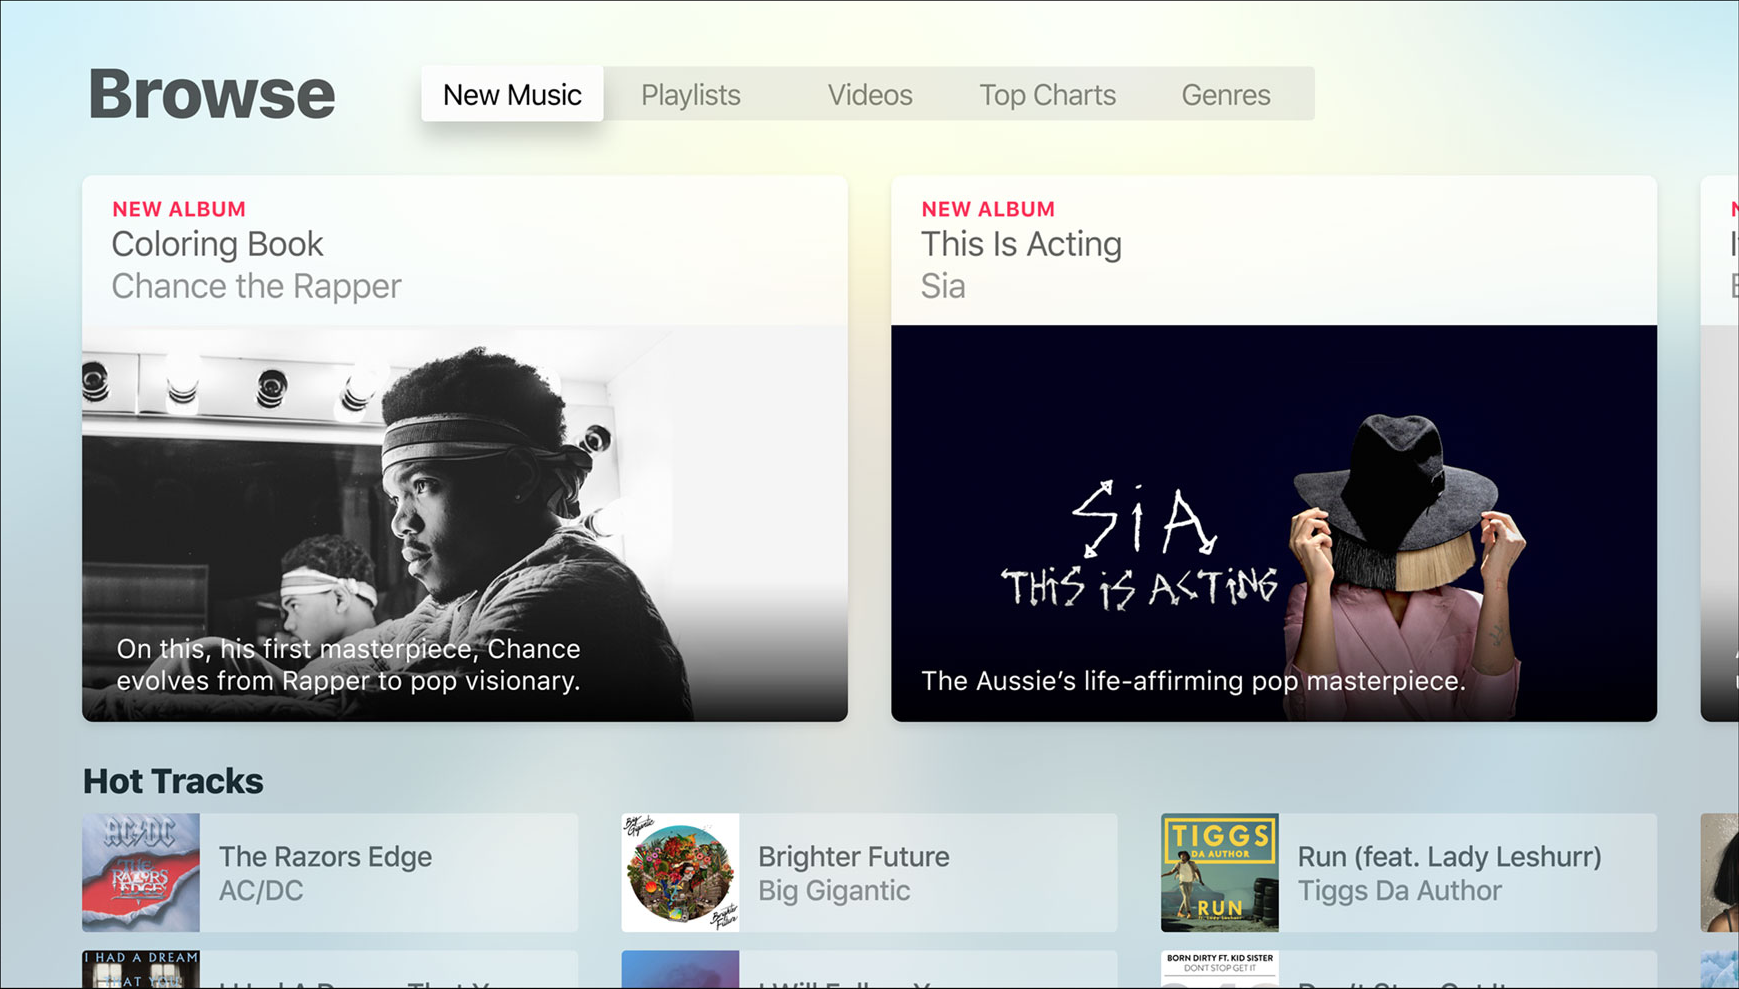 Browse
New Music
Playlists
Videos
Top Charts
Genres
NEW ALBUM
Coloring Book
Chance the Rapper
On this, his first masterpiece, Chance
evolves from Rapper to pop visionary.
NEW ALBUM
This Is Acting
Sia
SiA
THiS iS ACTiNG
The Aussie’s life-affirming pop masterpiece.
Hot Tracks
AC/DC
THE
RAZORS
EDGE
The Razors Edge
AC/DC
Big
Gigantic
Brighter
Future
Brighter Future
Big Gigantic
TIGGS
DA AUTHOR
RUN
ft. Lady Leshurr
Run (feat. Lady Leshurr)
Tiggs Da Author
I HAD A DREAM
THAT YOU
BORN DIRTY FT. KID SISTER
DON'T STOP GET IT